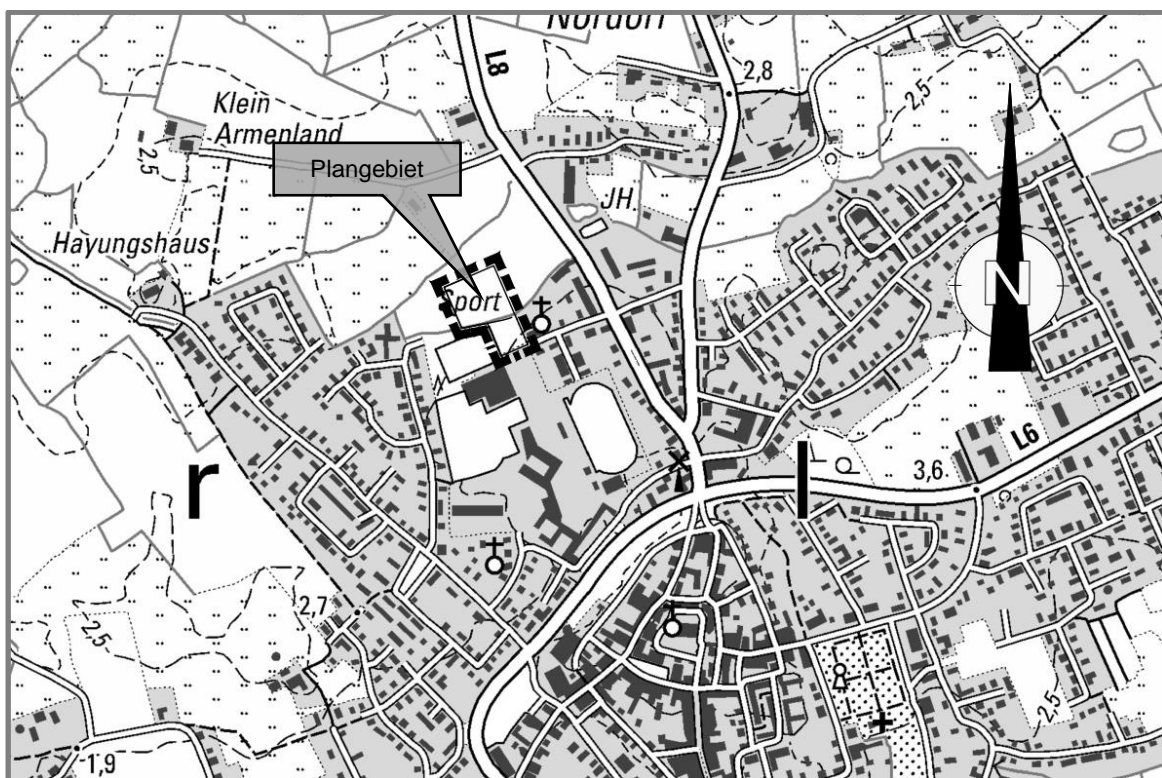 Nordorf
L8
2,8
2,5
Klein
Armenland
2,5
Plangebiet
JH.
Hayungshaus
Sport
N
L6
r
l
3,6
2,7
2,5
2,5
1,9